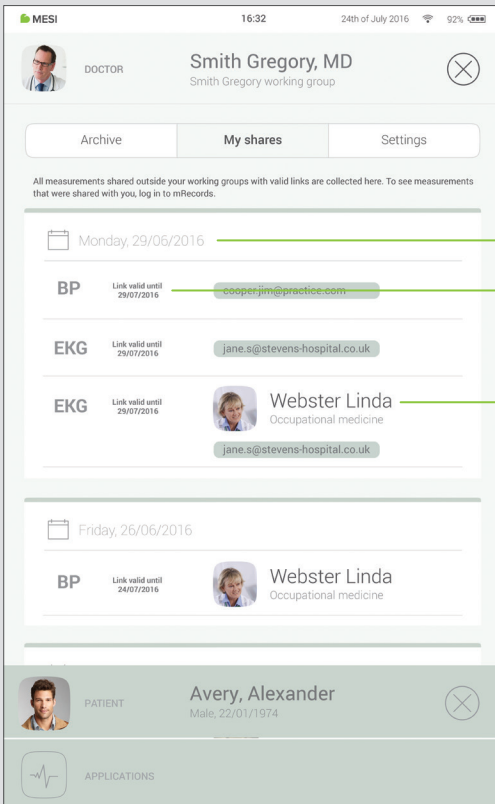 MESI 16:32 24th of July 2016 92%
DOCTOR
Smith Gregory, MD
Smith Gregory working group
Archive My shares Settings
All measurements shared outside your working groups with valid links are collected here. To see measurements
that were shared with you, log in to mRecords.
Monday, 29/06/2016
BP Link valid until
29/07/2016
cooper.jim@practice.com
EKG Link valid until
29/07/2016
jane.s@stevens-hospital.co.uk
EKG Link valid until
29/07/2016
Webster Linda
Occupational medicine
jane.s@stevens-hospital.co.uk
Friday, 26/06/2016
BP Link valid until
24/07/2016
Webster Linda
Occupational medicine
PATIENT
Avery, Alexander
Male, 22/01/1974
APPLICATIONS